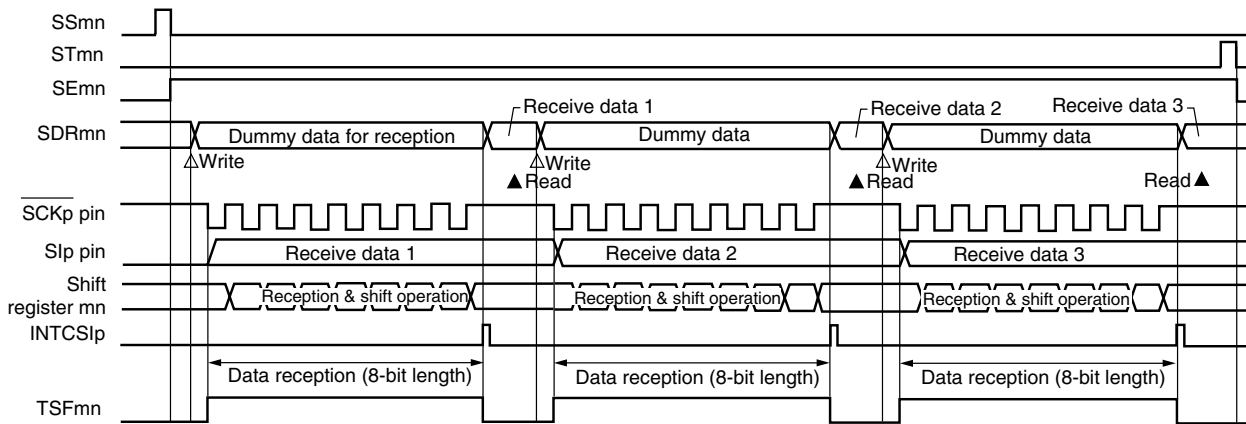 SSmn
STmn
SEmn
Receive data 1
Receive data 2
Receive data 3
SDRmn
Dummy data for reception
Dummy data
Dummy data
△Write
△Write
△Write
▲Read
▲Read
Read▲
SCKp pin
SIp pin
Receive data 1
Receive data 2
Receive data 3
Shift
register mn
Reception & shift operation
Reception & shift operation
Reception & shift operation
INTCSIp
Data reception (8-bit length)
Data reception (8-bit length)
Data reception (8-bit length)
TSFmn